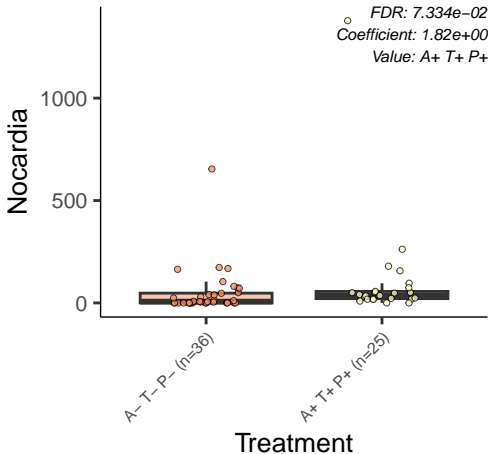 FDR: 7.334e−02
Coefficient: 1.82e+00
Value: A+ T+ P+
Nocardia
1000
500
0
A− T− P− (n=36)
A+ T+ P+ (n=25)
Treatment